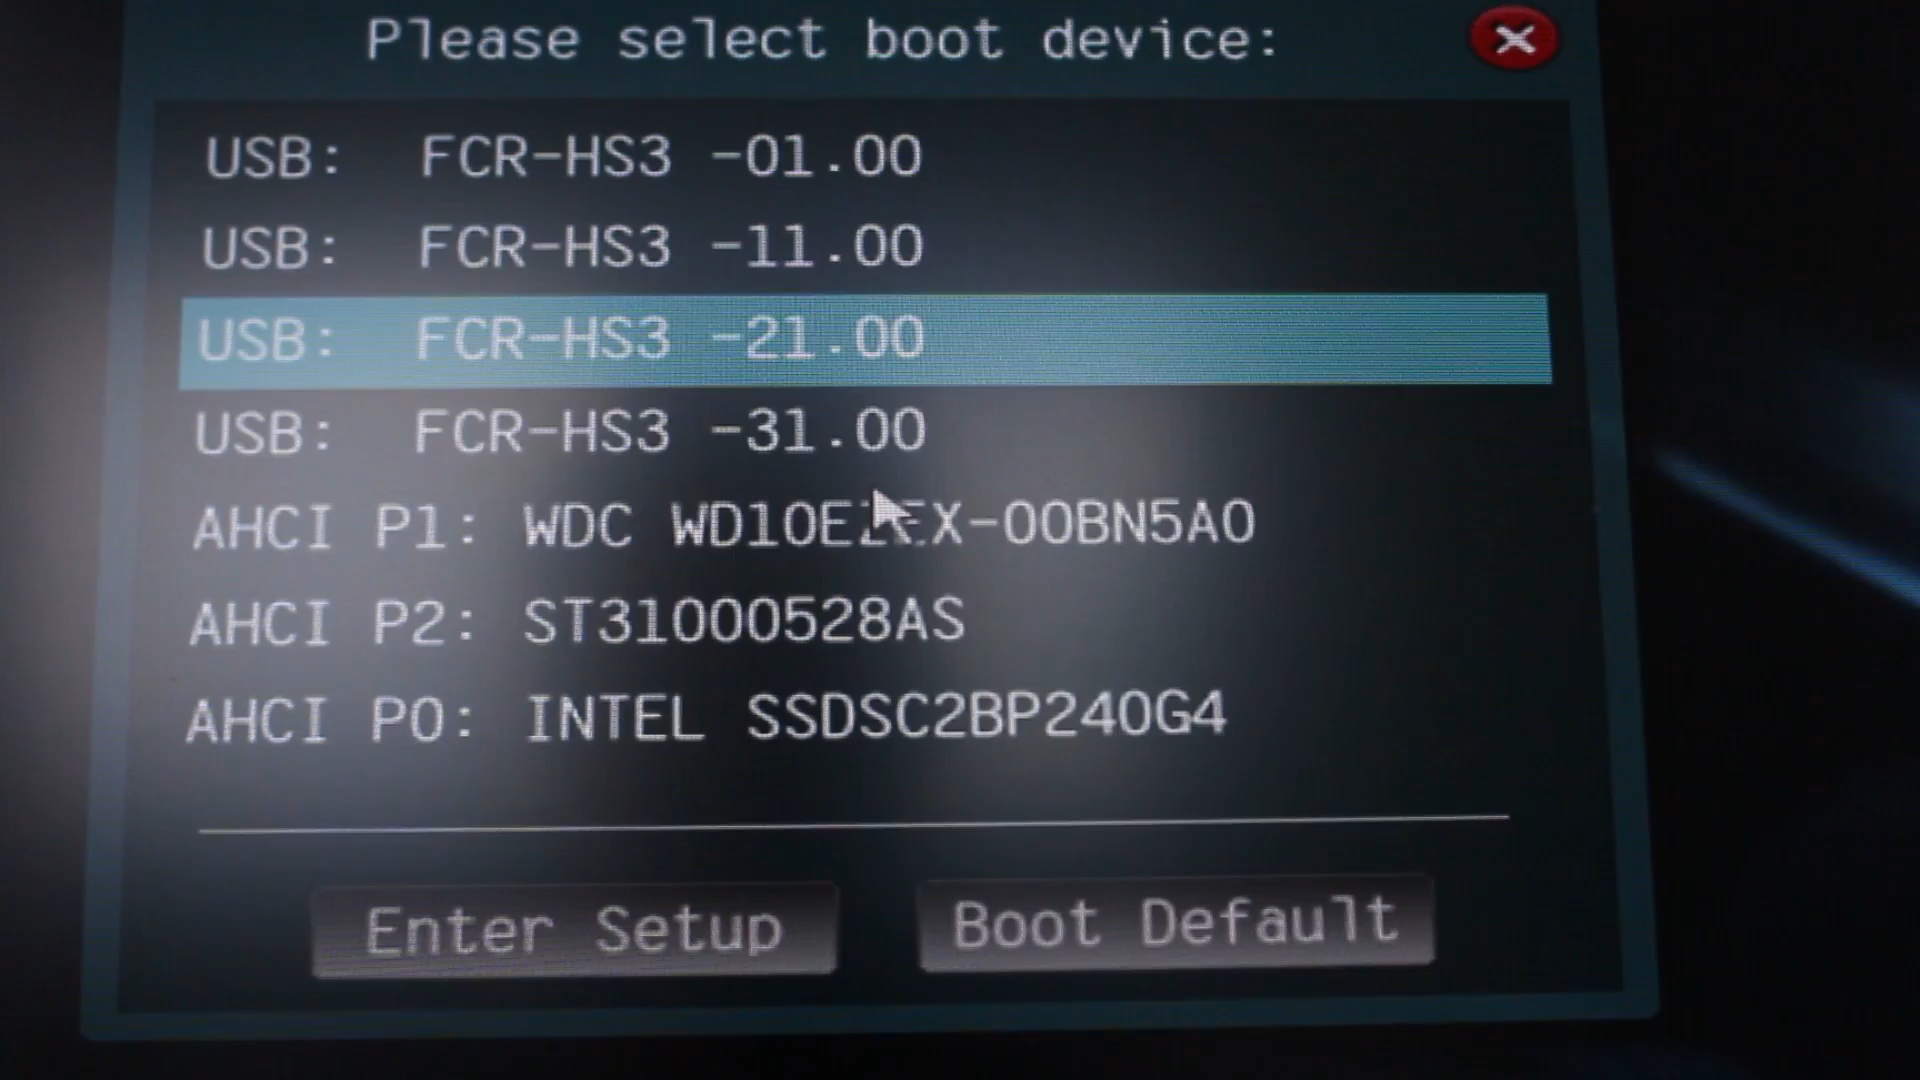 Please select boot device:
USB: FCR-HS3 -01.00
USB: FCR-HS3 -11.00
USB: FCR-HS3 -21.00
USB: FCR-HS3 -31.00
AHCI P1: WDC WD10EZEX-00BN5A0
AHCI P2: ST31000528AS
AHCI P0: INTEL SSDSC2BP240G4
Enter Setup
Boot Default